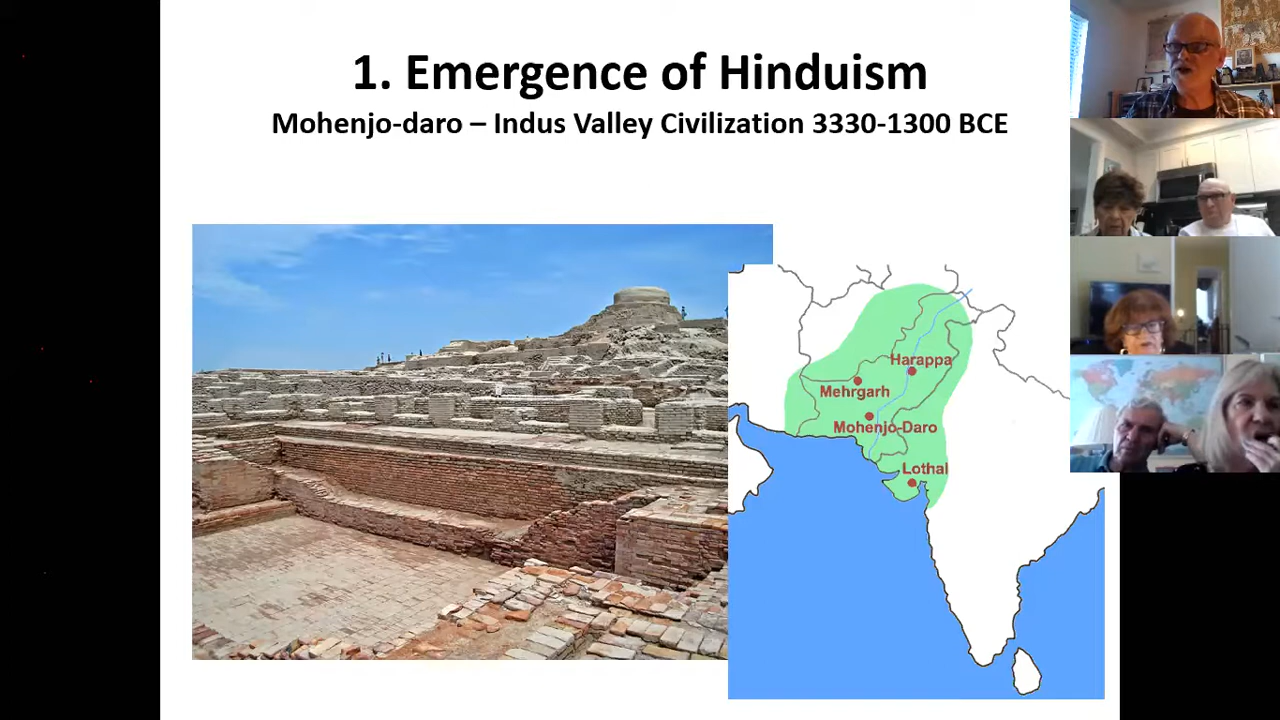 1. Emergence of Hinduism
Mohenjo-daro – Indus Valley Civilization 3330-1300 BCE
Harappa
Mehrgarh
Mohenjo-Daro
Lothal